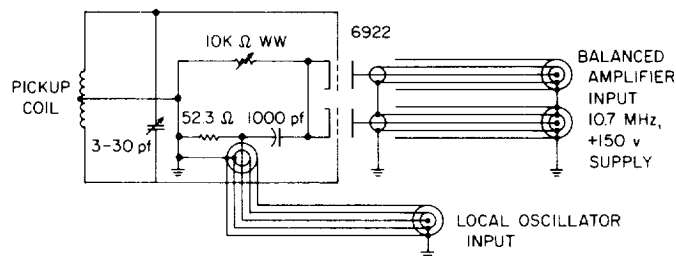 6922
10K Ω WW
PICKUP
COIL
52.3 Ω
1000 pf
3-30 pf
BALANCED
AMPLIFIER
INPUT
10.7 MHz,
+150 v
SUPPLY
LOCAL OSCILLATOR
INPUT